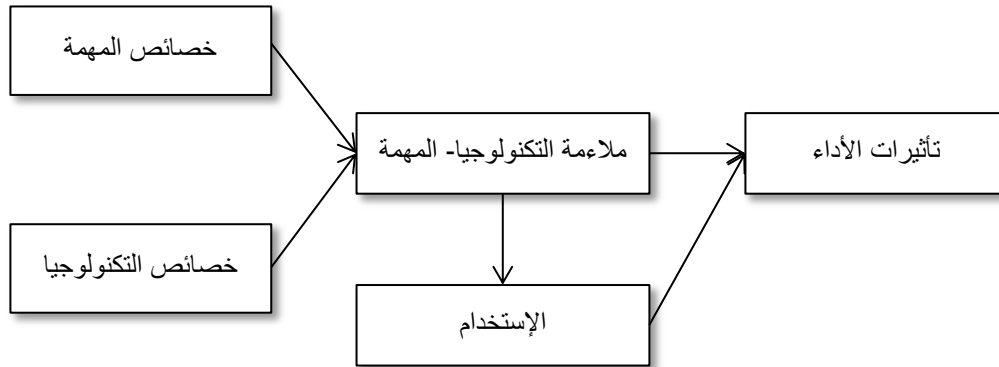 خصائص المهمة
ملاءمة التكنولوجيا- المهمة
تأثيرات الأداء
خصائص التكنولوجيا
الإستخدام